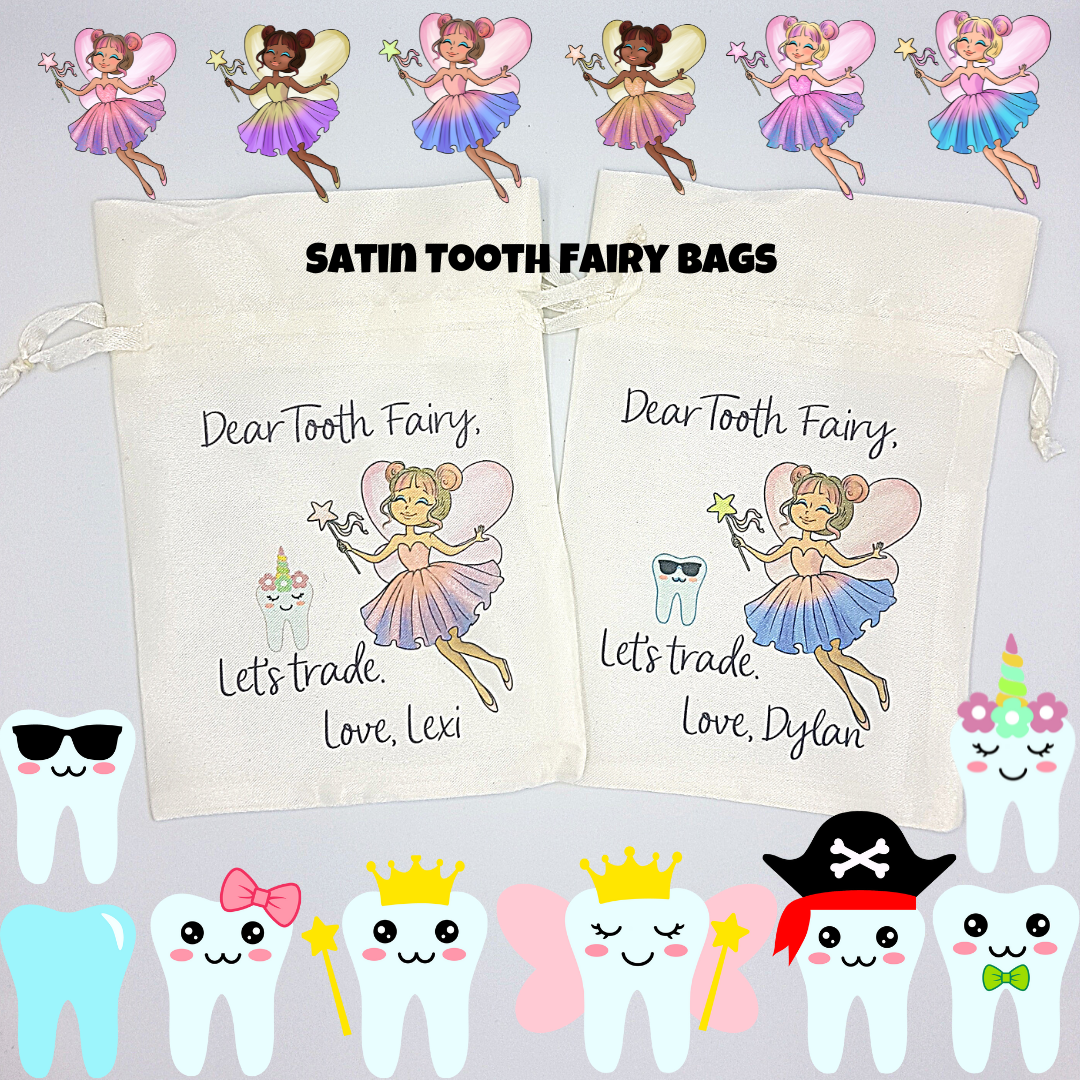 Satin Tooth Fairy Bags
Dear Tooth Fairy,
Let's trade.
Love, Lexi
Dear Tooth Fairy,
Let's trade.
Love, Dylan